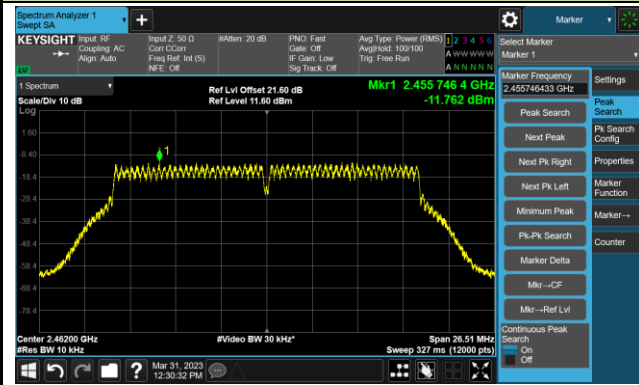 Spectrum Analyzer 1
Swept SA
Marker
KEYSIGHT
Input: RF
Coupling: AC
Align: Auto
Input Z: 50 Ω
Corr CCorr
Freq Ref: Int (S)
NFE: Off
#Atten: 20 dB
PNO: Fast
Gate: Off
IF Gain: Low
Sig Track: Off
Avg Type: Power (RMS)
Avg|Hold: 100/100
Trig: Free Run
1 2 3 4 5 6
A W W W W W
A N N N N N
Select Marker
Marker 1
1 Spectrum
Scale/Div 10 dB
Ref Lvl Offset 21.60 dB
Ref Level 11.60 dBm
Mkr1 2.455 746 4 GHz
-11.762 dBm
Log
1.60
-8.40
-18.4
-28.4
-38.4
-48.4
-58.4
-68.4
-78.4
1
Center 2.46200 GHz
#Res BW 10 kHz
#Video BW 30 kHz*
Span 26.51 MHz
Sweep 327 ms (12000 pts)
Marker Frequency
2.455746433 GHz
Peak Search
Next Peak
Next Pk Right
Next Pk Left
Minimum Peak
Pk-Pk Search
Marker Delta
Mkr→CF
Mkr→Ref Lvl
Continuous Peak
Search
On
Off
Settings
Peak
Search
Pk Search
Config
Properties
Marker
Function
Marker→
Counter
Mar 31, 2023
12:30:32 PM